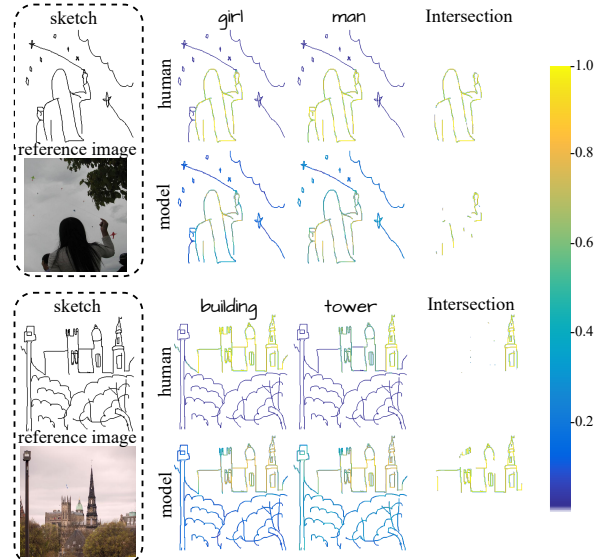 sketch
girl
man
Intersection
human
reference image
model
1.0
0.8
0.6
0.4
0.2
sketch
building
tower
Intersection
human
reference image
model